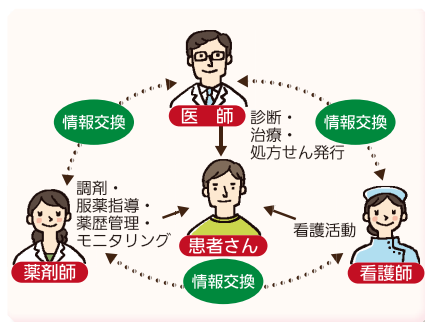 医　師
情報交換
情報交換
診断・
治療・
処方せん発行
調剤・
服薬指導・
薬歴管理・
モニタリング
患者さん
看護活動
薬剤師
情報交換
看護師